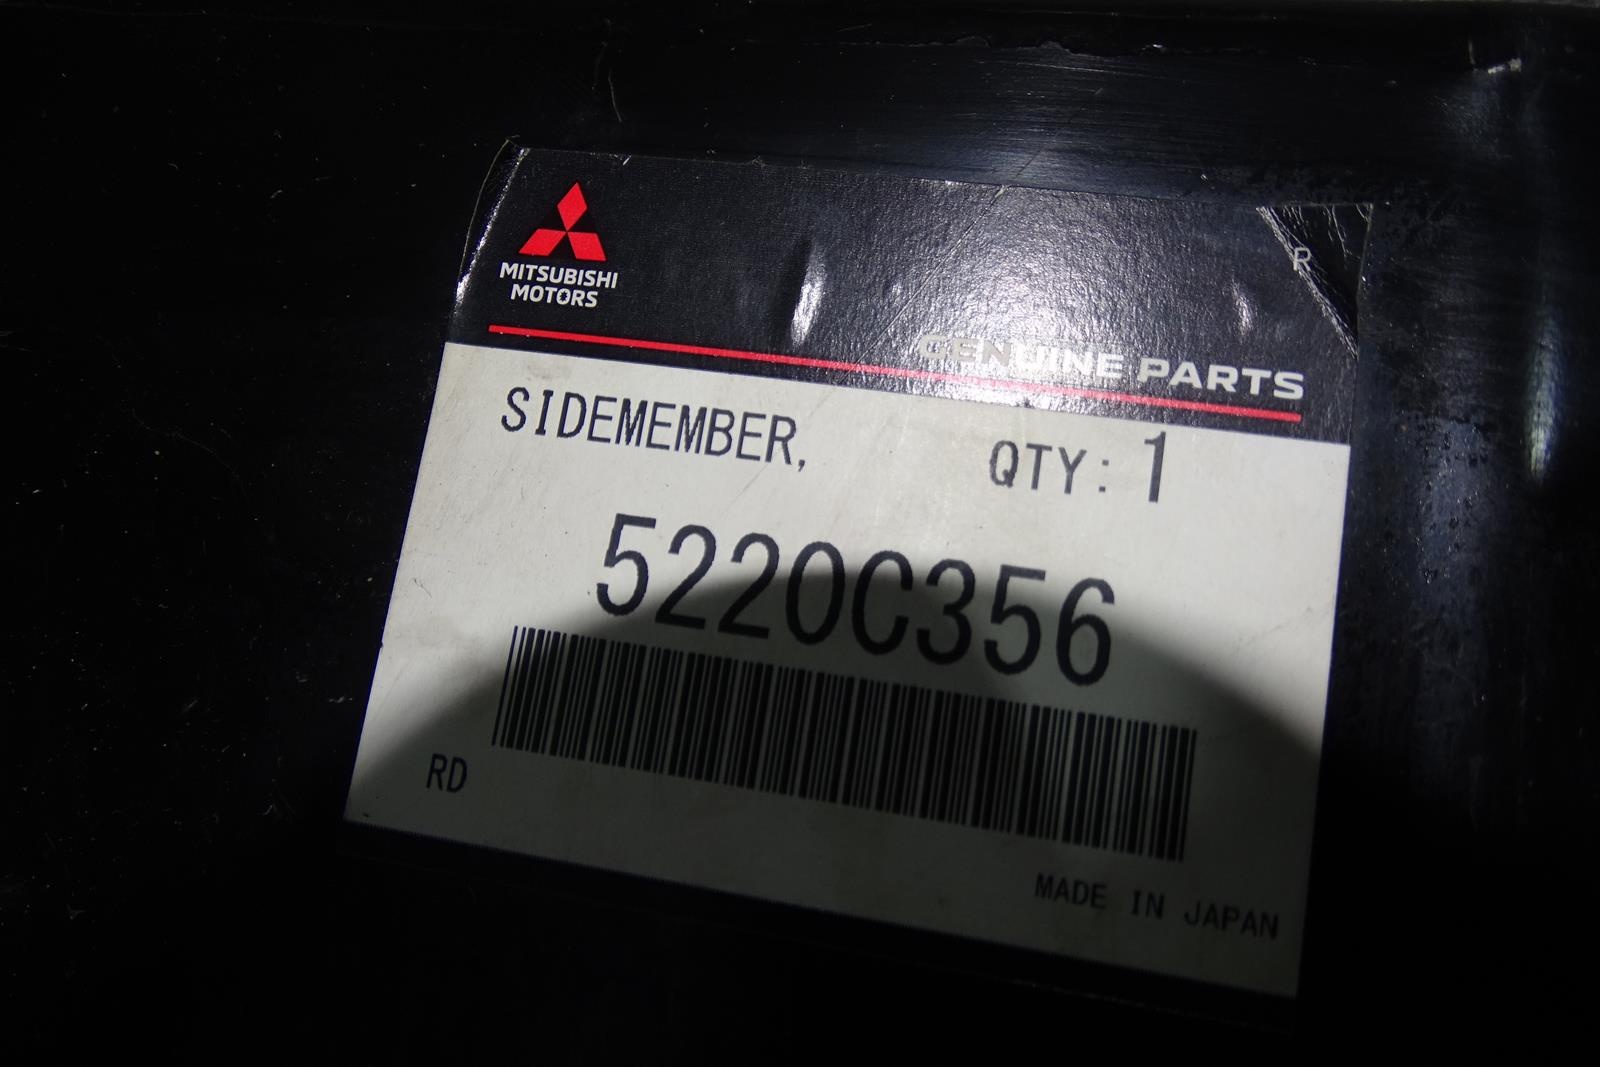 MITSUBISHI
MOTORS
GENUINE PARTS
SIDEMEMBER, QTY: 1
5220C356
RD
MADE IN JAPAN